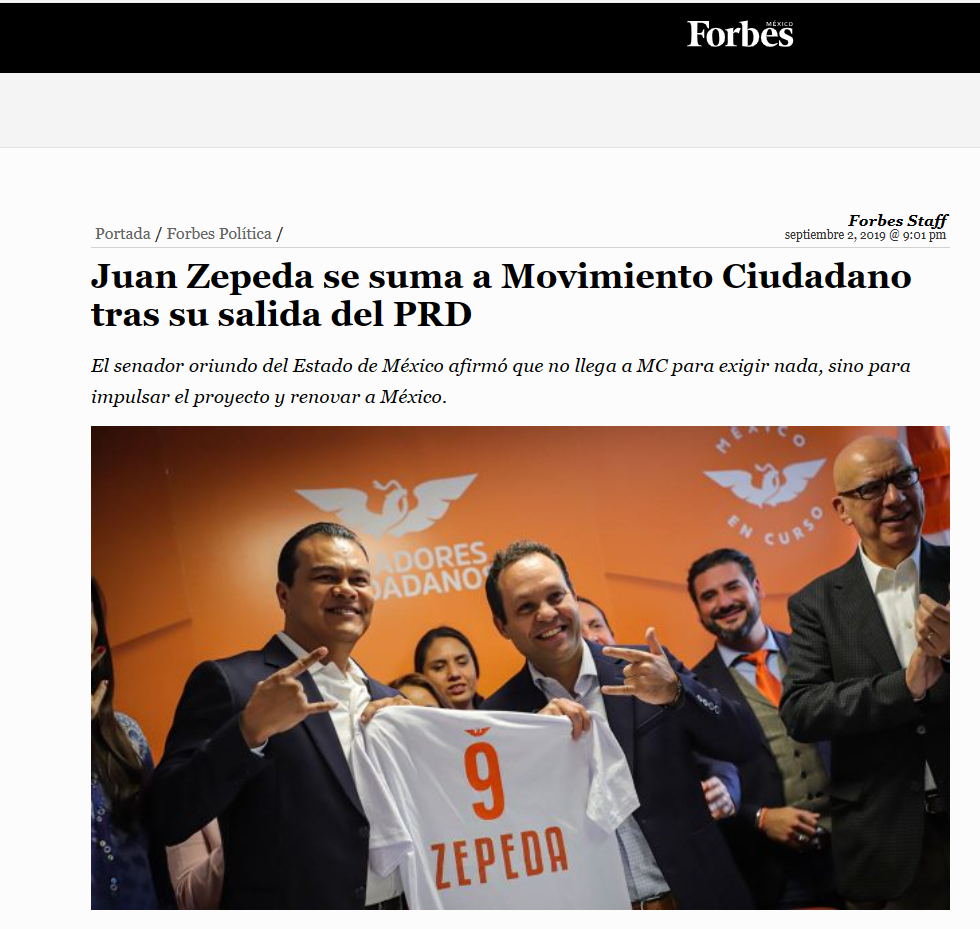 MÉXICO
Forbes
Forbes Staff
Portada / Forbes Política /
septiembre 2, 2019 @ 9:01 pm
Juan Zepeda se suma a Movimiento Ciudadano
tras su salida del PRD
El senador oriundo del Estado de México afirmó que no llega a MC para exigir nada, sino para
impulsar el proyecto y renovar a México.
MÉXICO
EN CURSO
ADORES
DADANOS
9
ZEPEDA